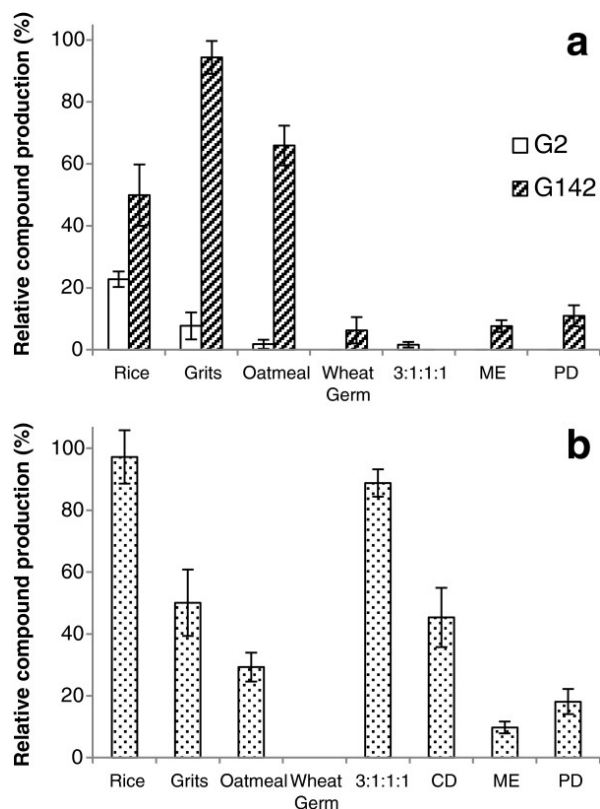 a
Relative compound production (%)
100
80
60
40
20
0
G2
G142
Rice Grits Oatmeal Wheat Germ 3:1:1:1 ME PD
b
Relative compound production (%)
100
80
60
40
20
0
Rice Grits Oatmeal Wheat Germ 3:1:1:1 CD ME PD